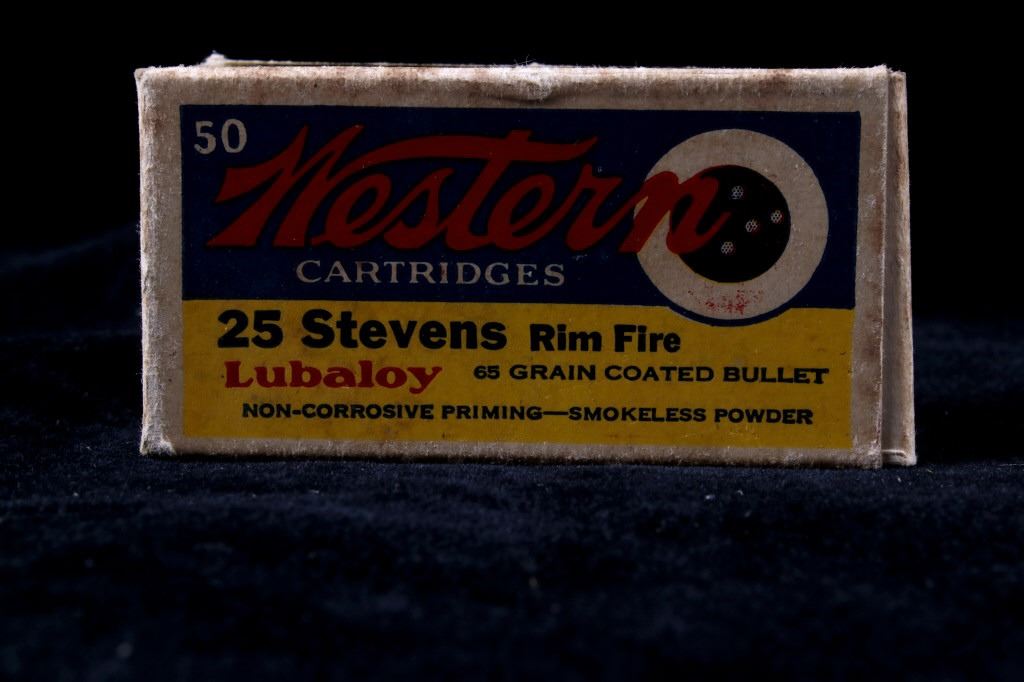 50
Western
CARTRIDGES
25 Stevens Rim Fire
Lubaloy 65 GRAIN COATED BULLET
NON-CORROSIVE PRIMING—SMOKELESS POWDER